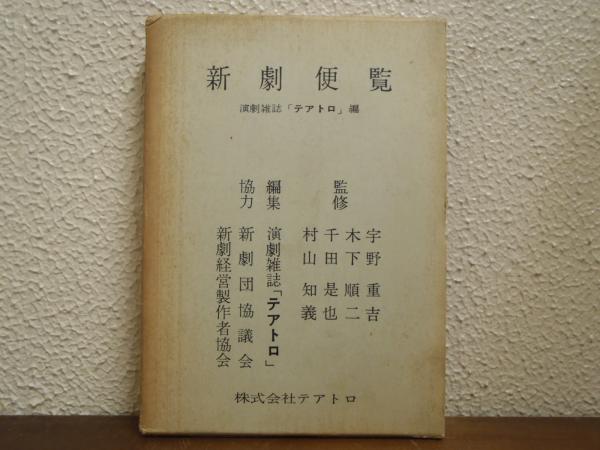 新劇便覧
演劇雑誌「テアトロ」編
監修
宇野重吉
木下順二
千田是也
村山知義
編集
演劇雑誌「テアトロ」
協力
新劇団協議会
新劇経営製作者協会
株式会社テアトロ